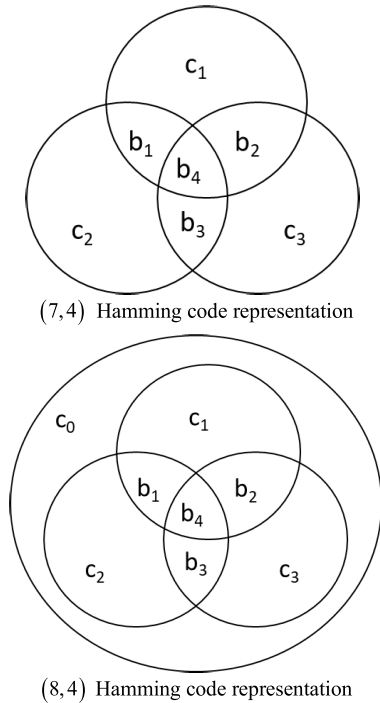 c₁
b₁ b₂
b₄
c₂ b₃ c₃
(7,4) Hamming code representation
c₀ c₁
b₁ b₂
b₄
c₂ b₃ c₃
(8,4) Hamming code representation